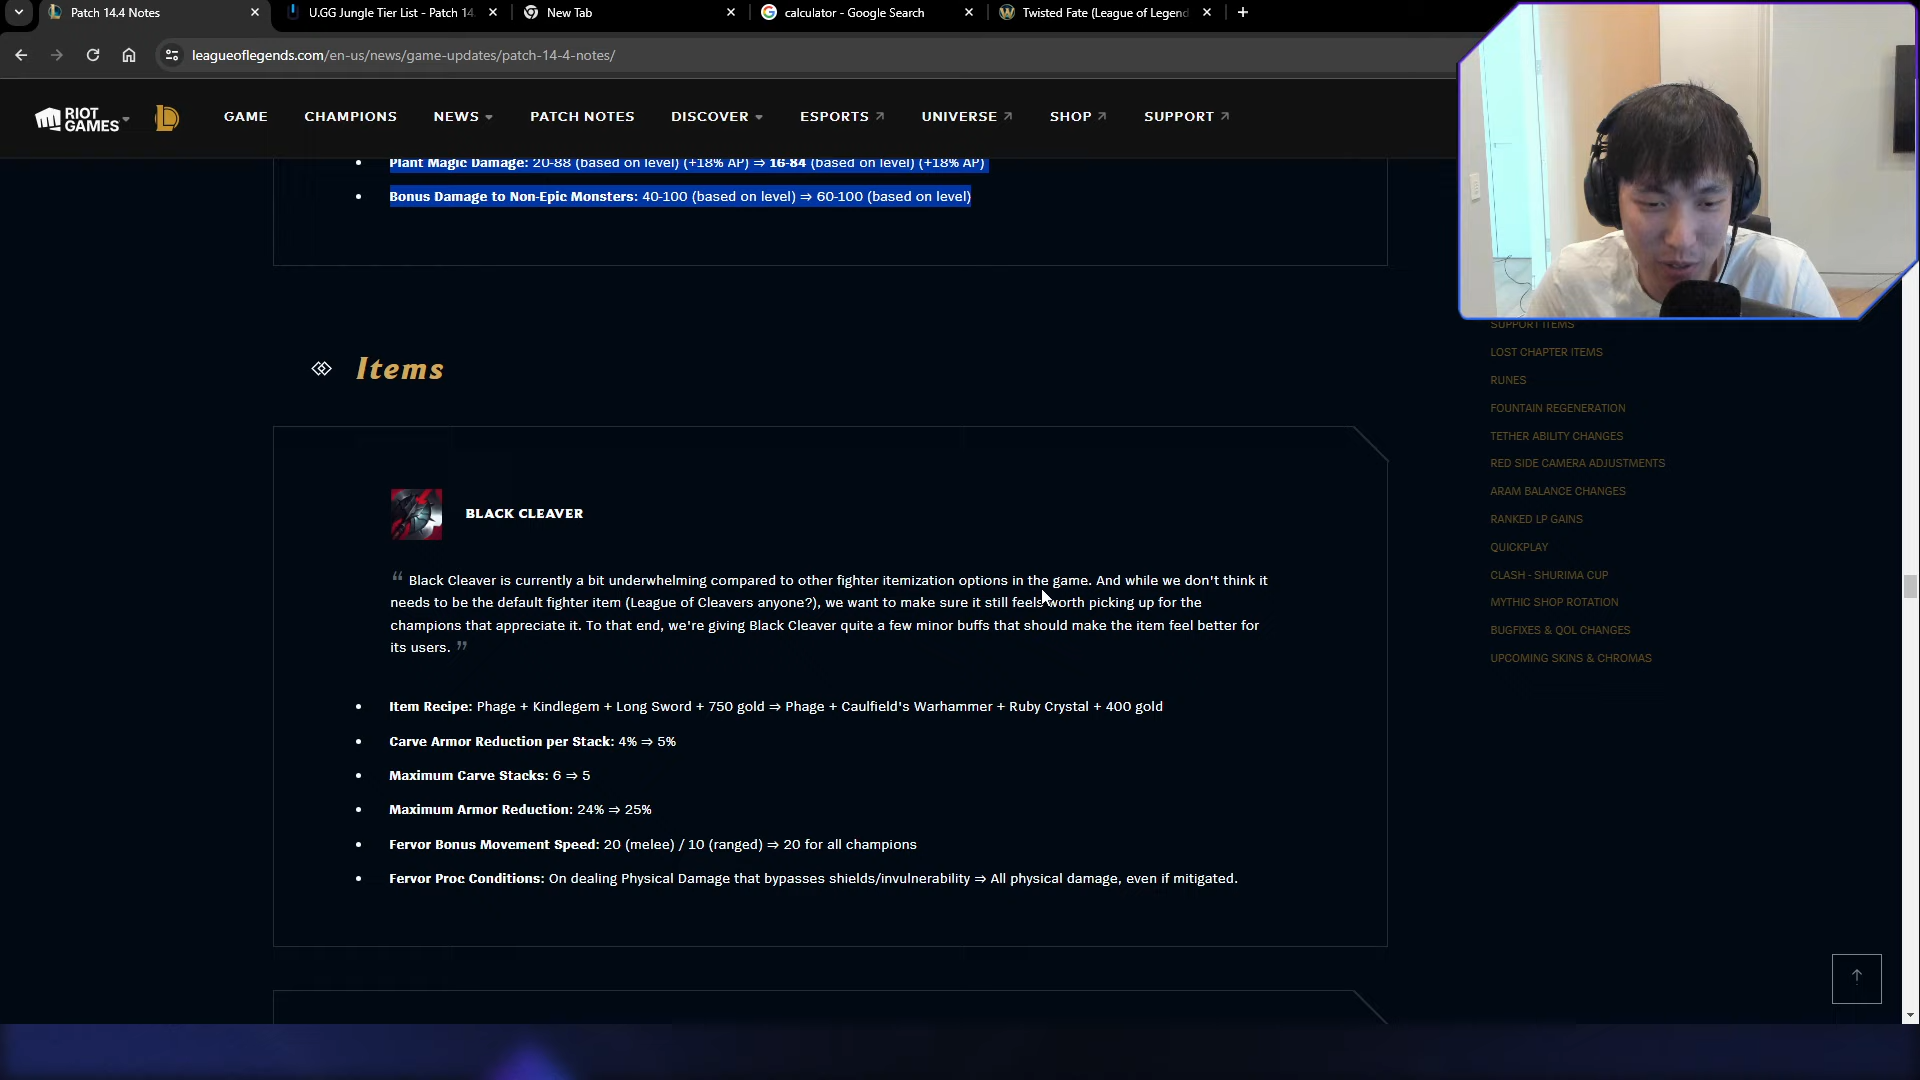 Patch 14.4 Notes
U.GG Jungle Tier List - Patch 14
New Tab
calculator - Google Search
Twisted Fate (League of Legend
leagueoflegends.com/en-us/news/game-updates/patch-14-4-notes/
RIOT GAMES
GAME
CHAMPIONS
NEWS
PATCH NOTES
DISCOVER
ESPORTS
UNIVERSE
SHOP
SUPPORT
Plant Magic Damage: 20-88 (based on level) (+18% AP) ⇒ 16-84 (based on level) (+18% AP)
Bonus Damage to Non-Epic Monsters: 40-100 (based on level) ⇒ 60-100 (based on level)
Items
BLACK CLEAVER
“ Black Cleaver is currently a bit underwhelming compared to other fighter itemization options in the game. And while we don't think it
needs to be the default fighter item (League of Cleavers anyone?), we want to make sure it still feels worth picking up for the
champions that appreciate it. To that end, we're giving Black Cleaver quite a few minor buffs that should make the item feel better for
its users. ”
Item Recipe: Phage + Kindlegem + Long Sword + 750 gold ⇒ Phage + Caulfield's Warhammer + Ruby Crystal + 400 gold
Carve Armor Reduction per Stack: 4% ⇒ 5%
Maximum Carve Stacks: 6 ⇒ 5
Maximum Armor Reduction: 24% ⇒ 25%
Fervor Bonus Movement Speed: 20 (melee) / 10 (ranged) ⇒ 20 for all champions
Fervor Proc Conditions: On dealing Physical Damage that bypasses shields/invulnerability ⇒ All physical damage, even if mitigated.
SUPPORT ITEMS
LOST CHAPTER ITEMS
RUNES
FOUNTAIN REGENERATION
TETHER ABILITY CHANGES
RED SIDE CAMERA ADJUSTMENTS
ARAM BALANCE CHANGES
RANKED LP GAINS
QUICKPLAY
CLASH - SHURIMA CUP
MYTHIC SHOP ROTATION
BUGFIXES & QOL CHANGES
UPCOMING SKINS & CHROMAS